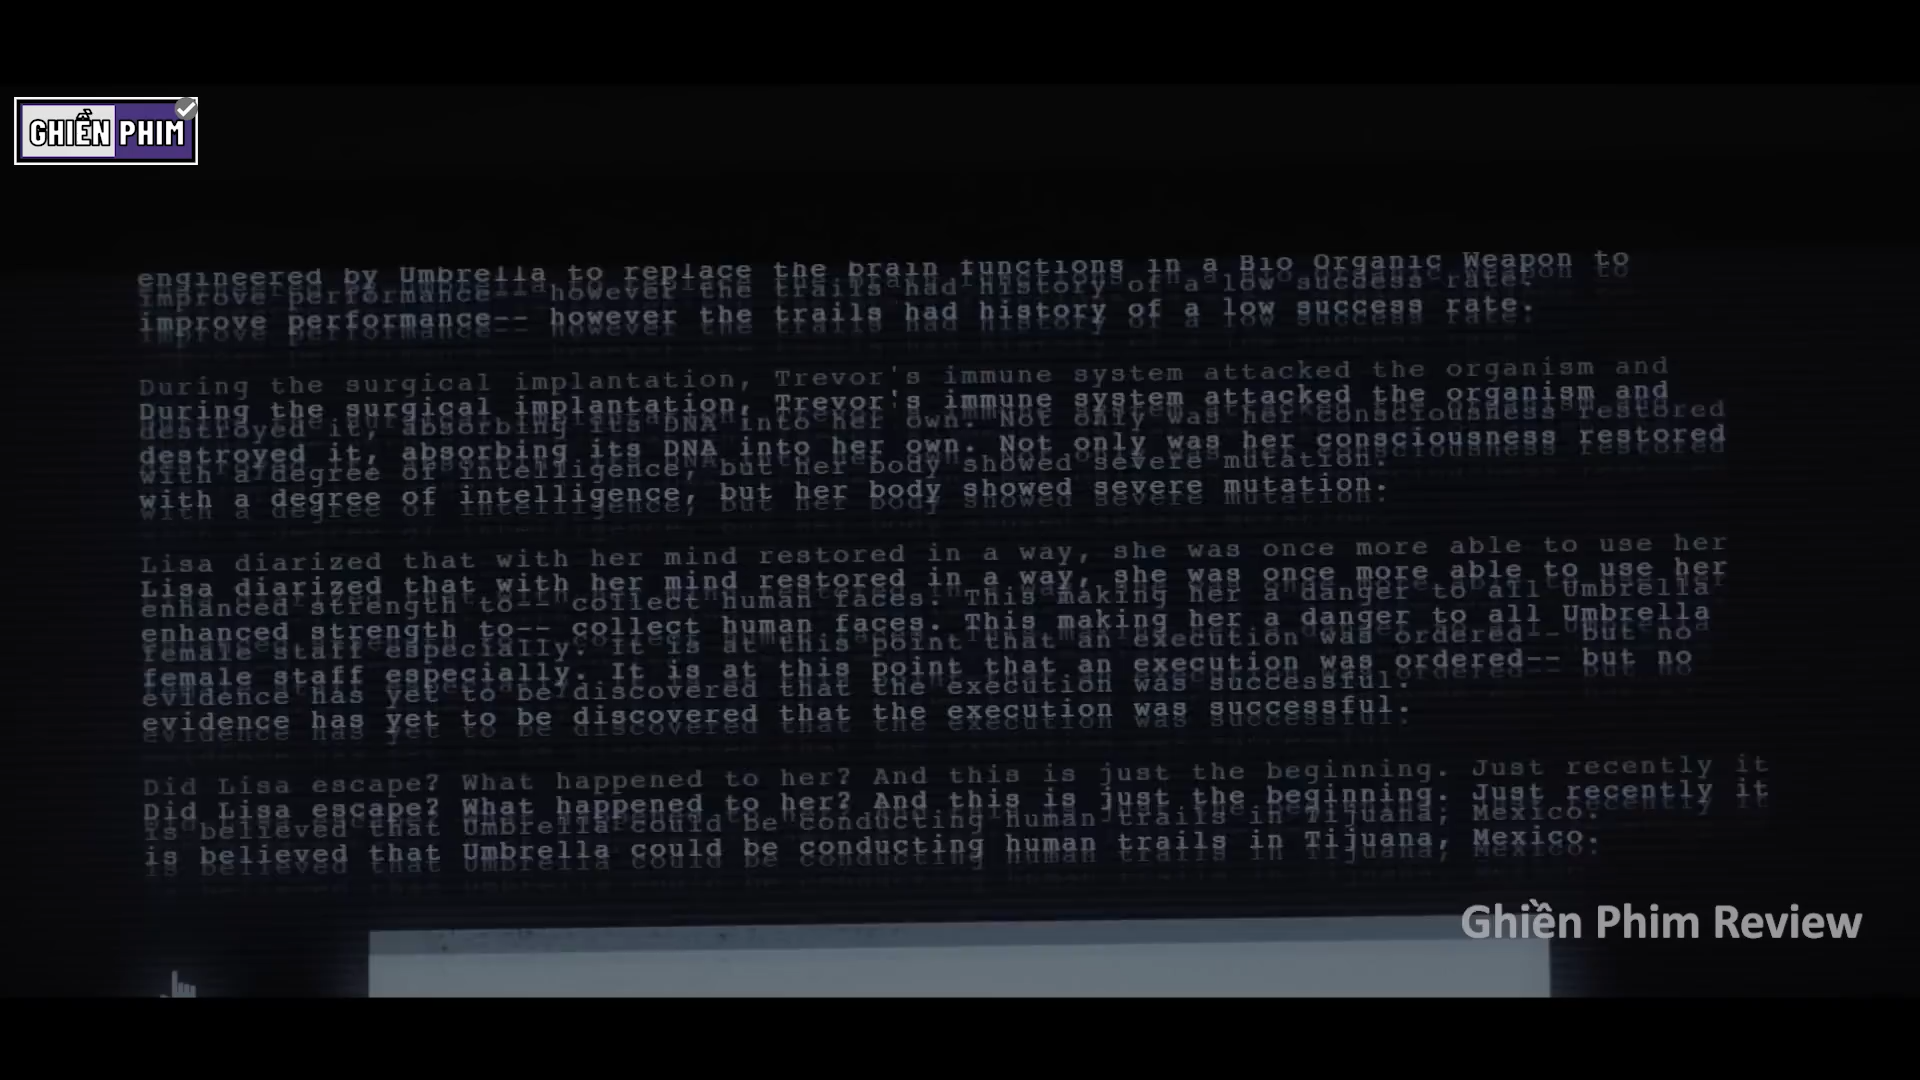 GHIỀN PHIM
engineered by Umbrella to replace the brain functions in a Bio Organic Weapon to
improve performance-- however the trails had history of a low success rate.
During the surgical implantation, Trevor's immune system attacked the organism and
destroyed it, absorbing its DNA into her own. Not only was her consciousness restored
with a degree of intelligence, but her body showed severe mutation.
Lisa diarized that with her mind restored in a way, she was once more able to use her
enhanced strength to-- collect human faces. This making her a danger to all Umbrella
female staff especially. It is at this point that an execution was ordered-- but no
evidence has yet to be discovered that the execution was successful.
Did Lisa escape? What happened to her? And this is just the beginning. Just recently it
is believed that Umbrella could be conducting human trails in Tijuana, Mexico.
Ghiền Phim Review